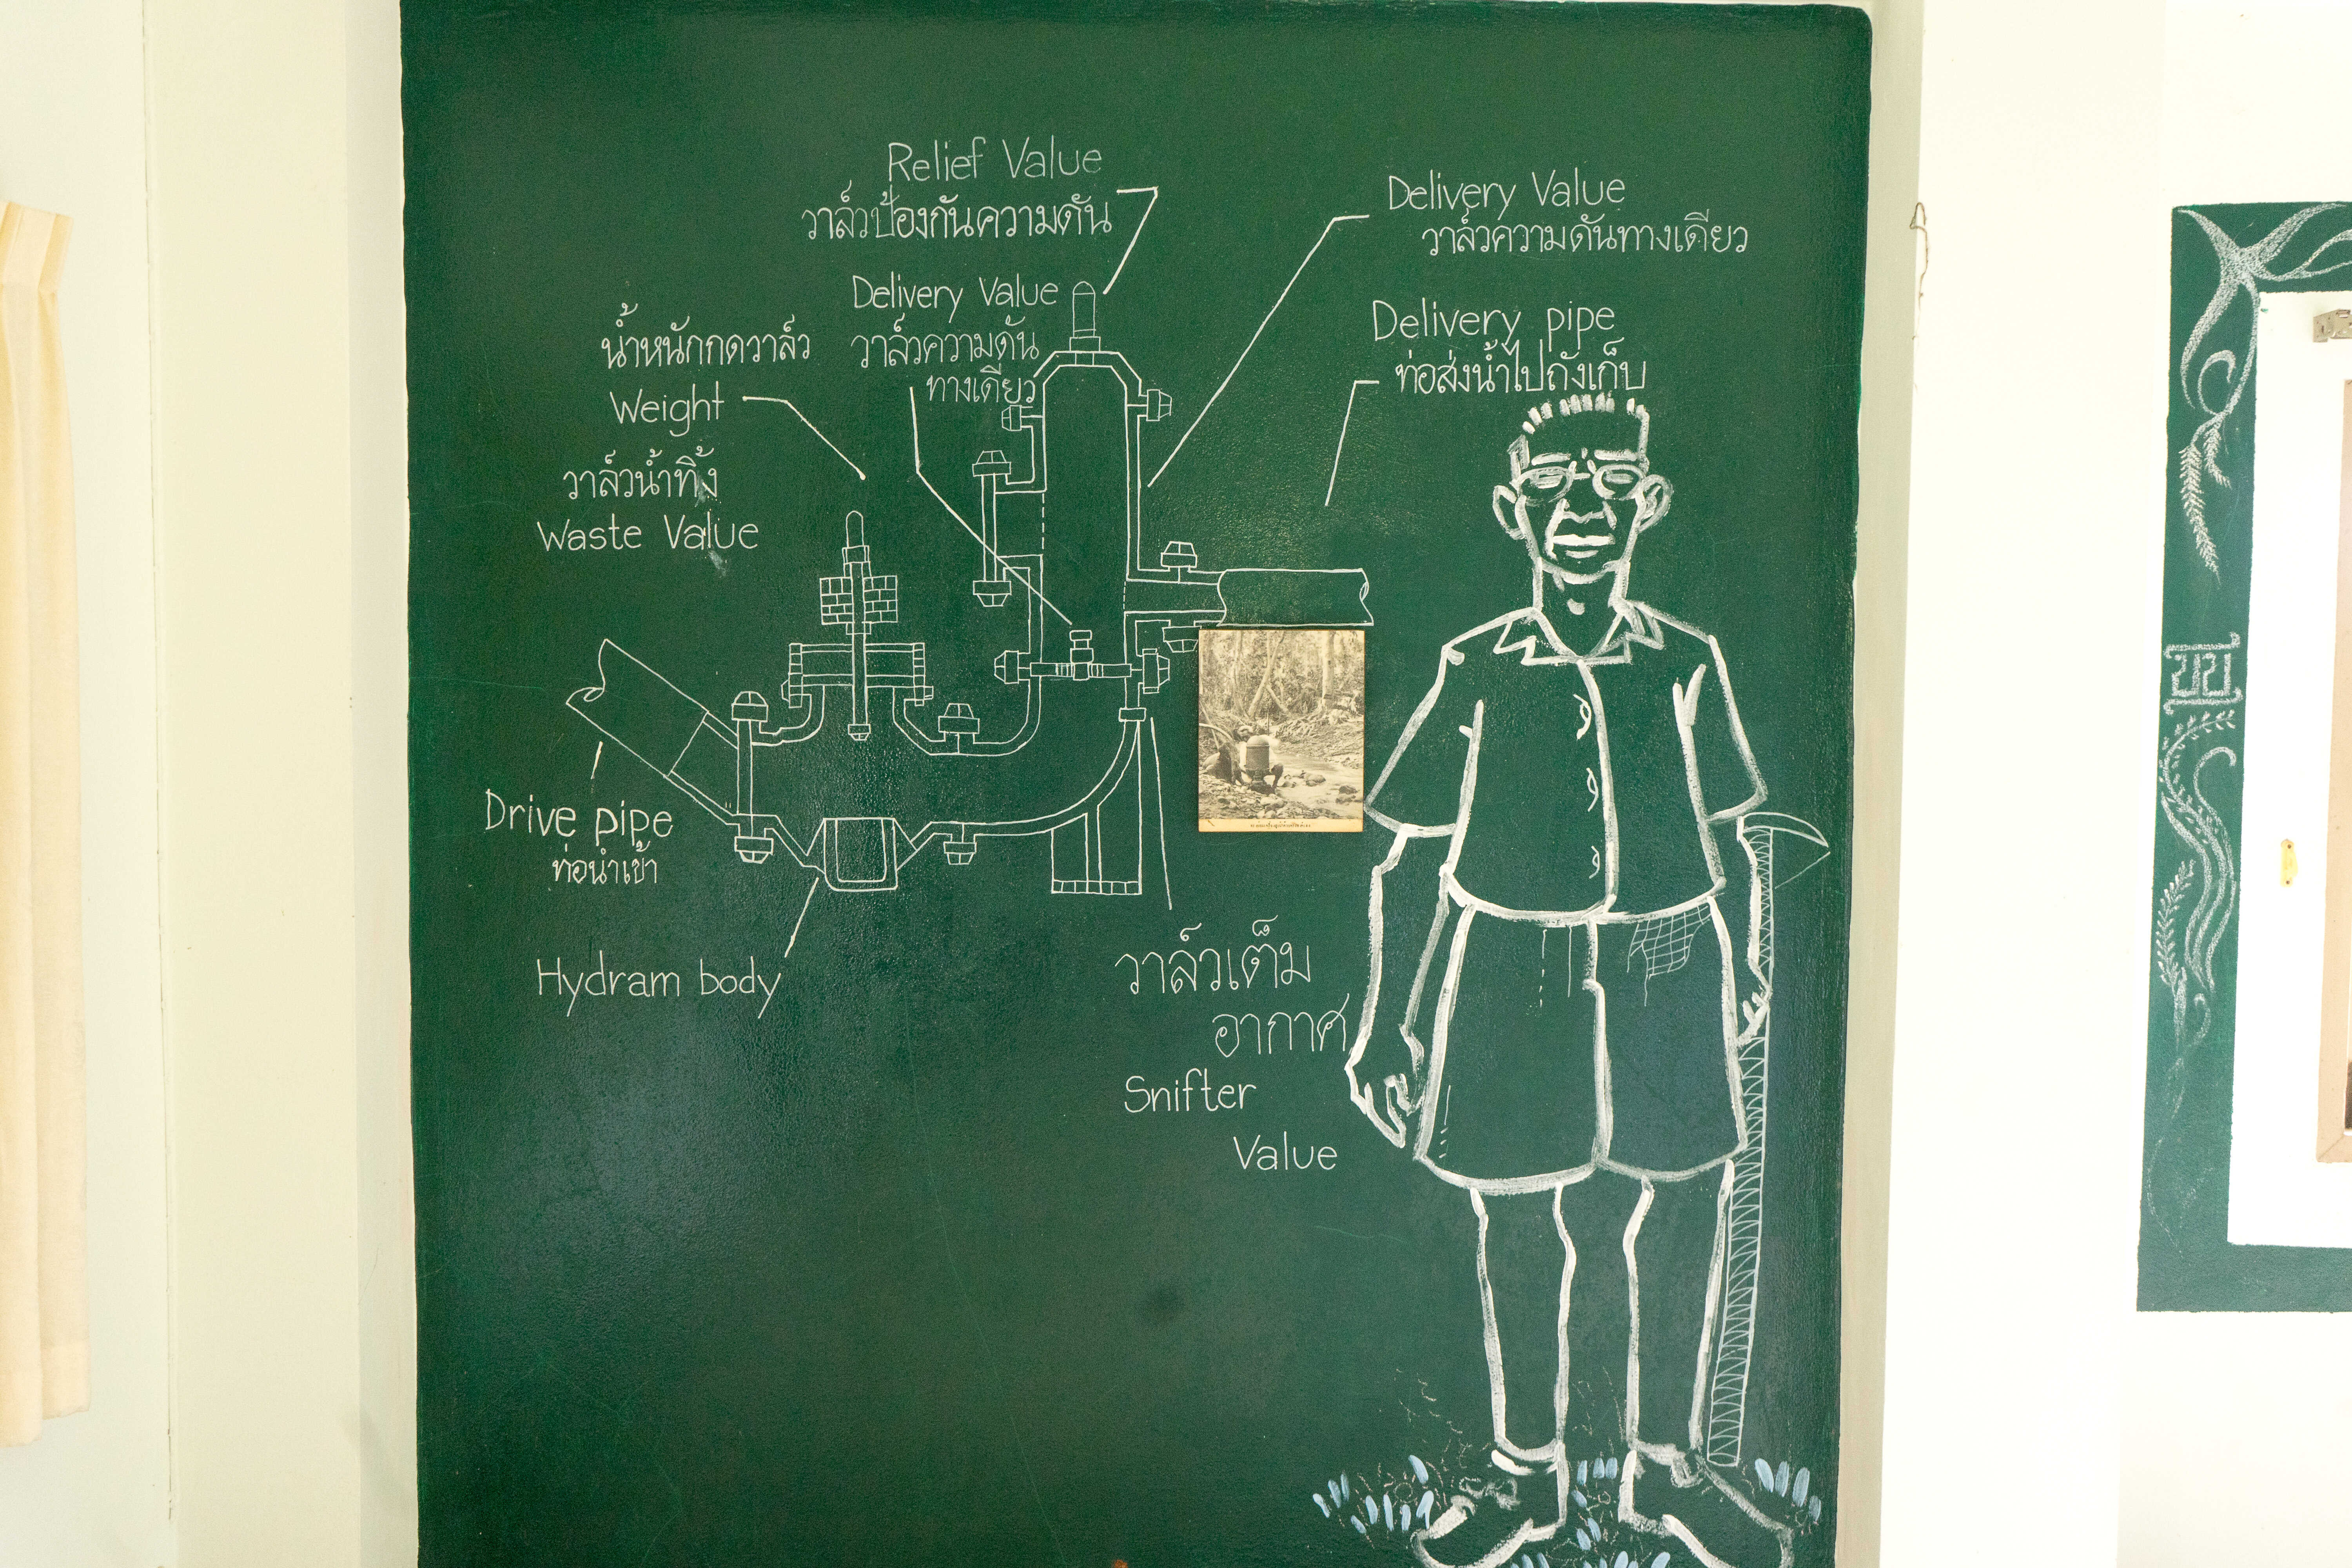 Relief Value
วาล์วป้องกันความดัน
Delivery Value
วาล์วความดันทางเดียว
Delivery Value
วาล์วความดัน
ทางเดียว
Delivery pipe
ท่อส่งน้ำไปถังเก็บ
น้ำหนักกดวาล์ว
Weight
วาล์วน้ำทิ้ง
Waste Value
Drive pipe
ท่อนำเข้า
Hydram body
วาล์วเต็ม
อากาศ
Snifter
Value